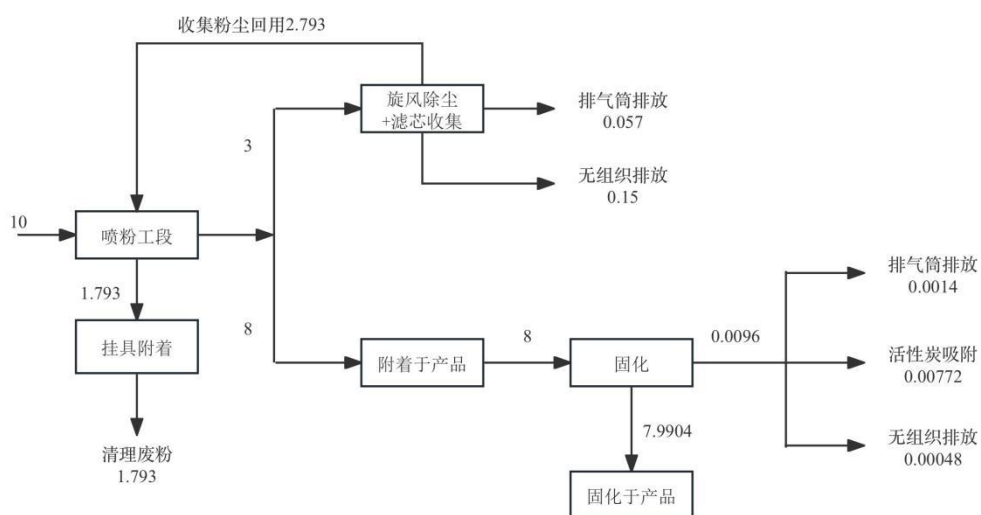 收集粉尘回用2.793
旋风除尘
+滤芯收集
排气筒排放
0.057
3
无组织排放
0.15
10
喷粉工段
1.793
挂具附着
清理废粉
1.793
8
附着于产品
8
固化
0.0096
排气筒排放
0.0014
活性炭吸附
0.00772
无组织排放
0.00048
7.9904
固化于产品